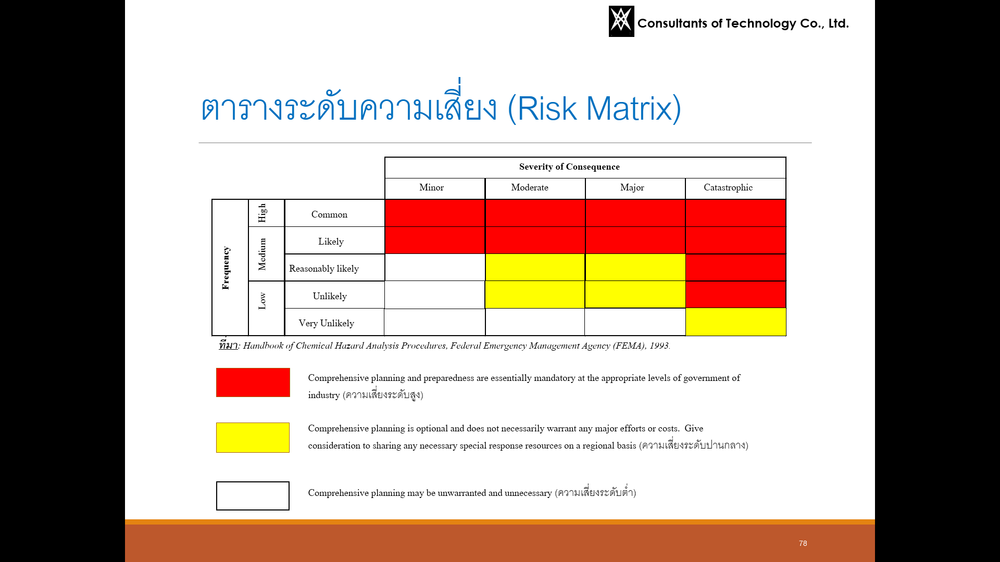 Consultants of Technology Co., Ltd.
ตารางระดับความเสี่ยง (Risk Matrix)
Severity of Consequence
Minor Moderate Major Catastrophic
Frequency
High
Common
Medium
Likely
Reasonably likely
Low
Unlikely
Very Unlikely
ที่มา: Handbook of Chemical Hazard Analysis Procedures, Federal Emergency Management Agency (FEMA), 1993.
Comprehensive planning and preparedness are essentially mandatory at the appropriate levels of government of
industry (ความเสี่ยงระดับสูง)
Comprehensive planning is optional and does not necessarily warrant any major efforts or costs.  Give
consideration to sharing any necessary special response resources on a regional basis (ความเสี่ยงระดับปานกลาง)
Comprehensive planning may be unwarranted and unnecessary (ความเสี่ยงระดับต่ำ)
78